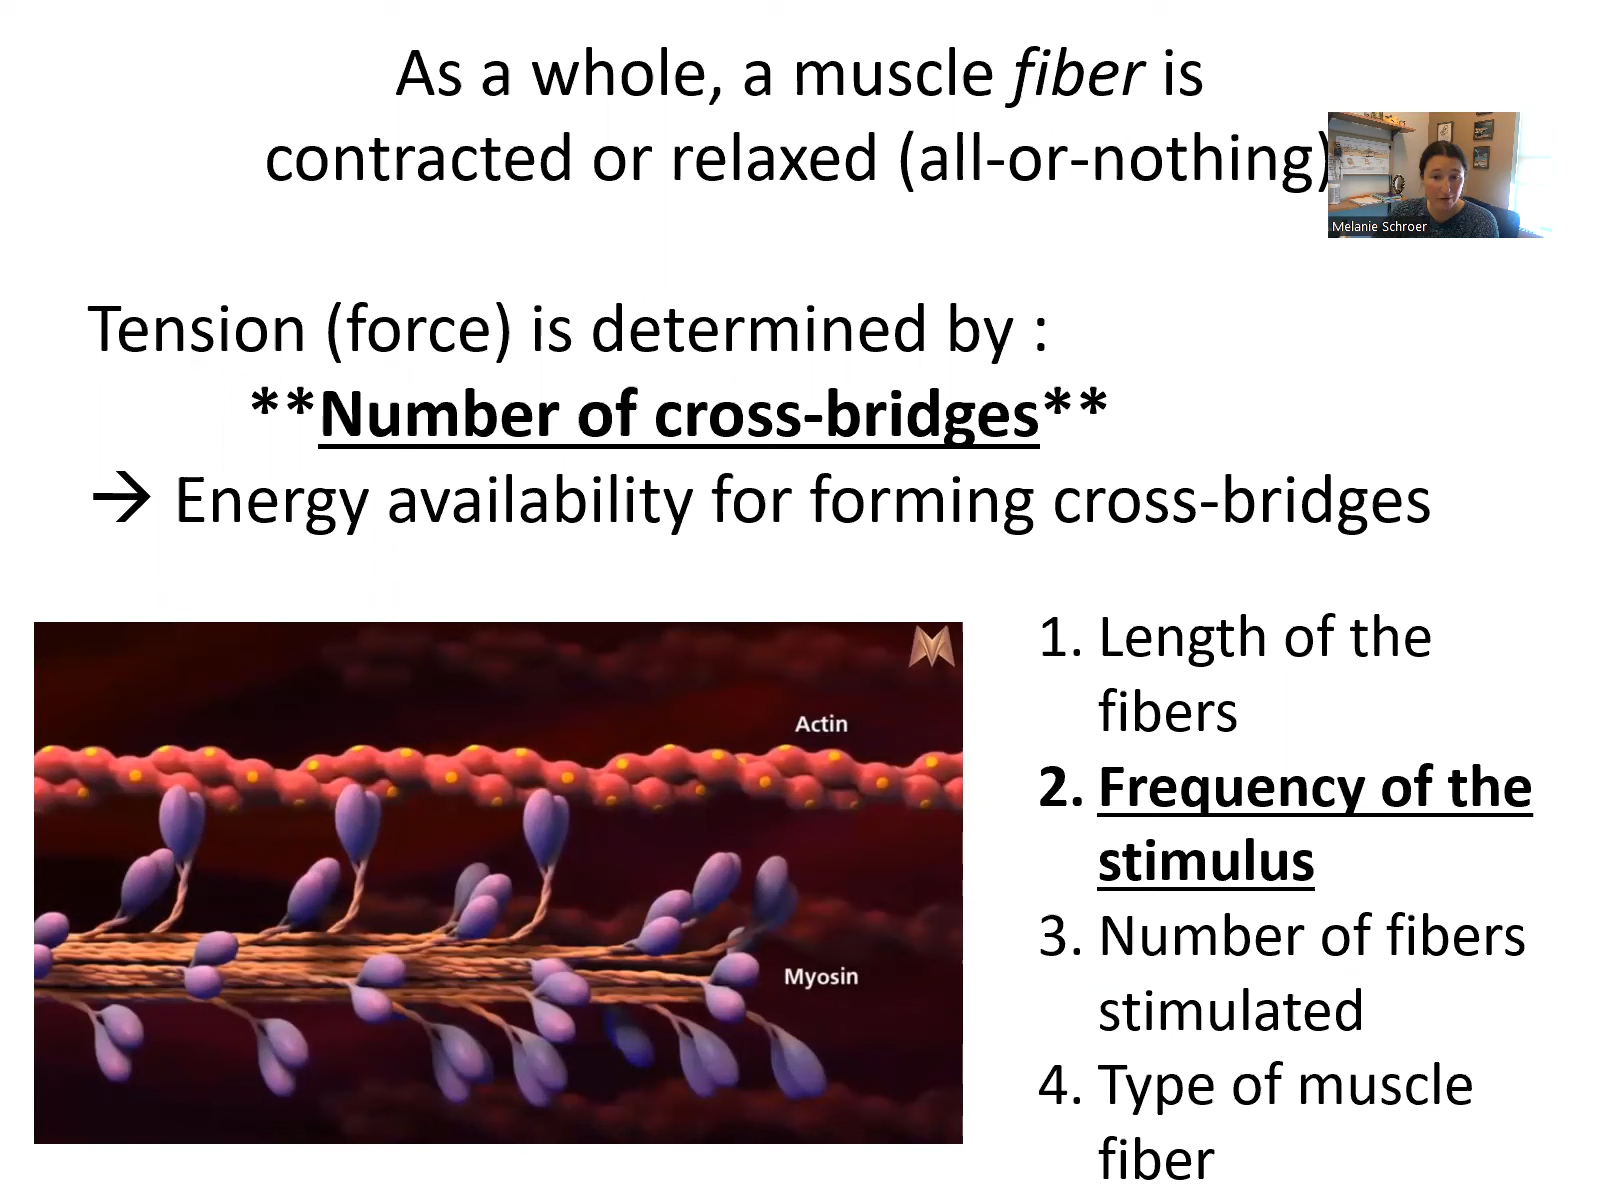 As a whole, a muscle fiber is
contracted or relaxed (all-or-nothing)
Melanie Schroer
Tension (force) is determined by :
**Number of cross-bridges**
→ Energy availability for forming cross-bridges
Actin
Myosin
1. Length of the
fibers
2. Frequency of the
stimulus
3. Number of fibers
stimulated
4. Type of muscle
fiber